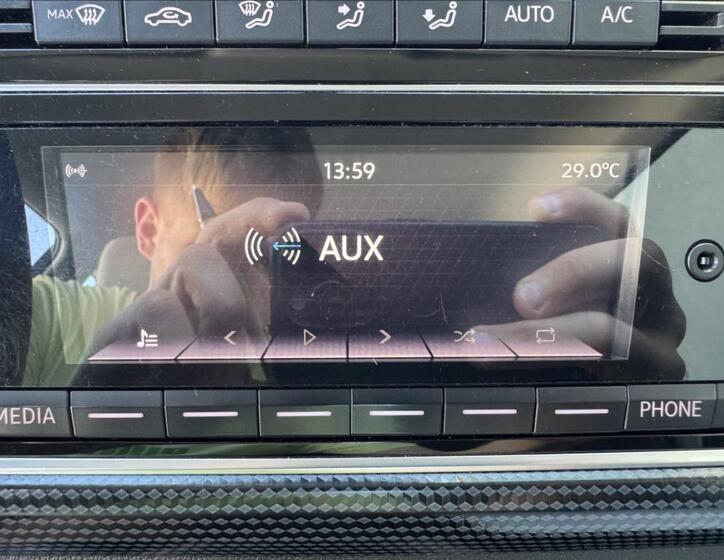 MAX AUTO A/C
13:59 29.0°C
AUX
MEDIA PHONE